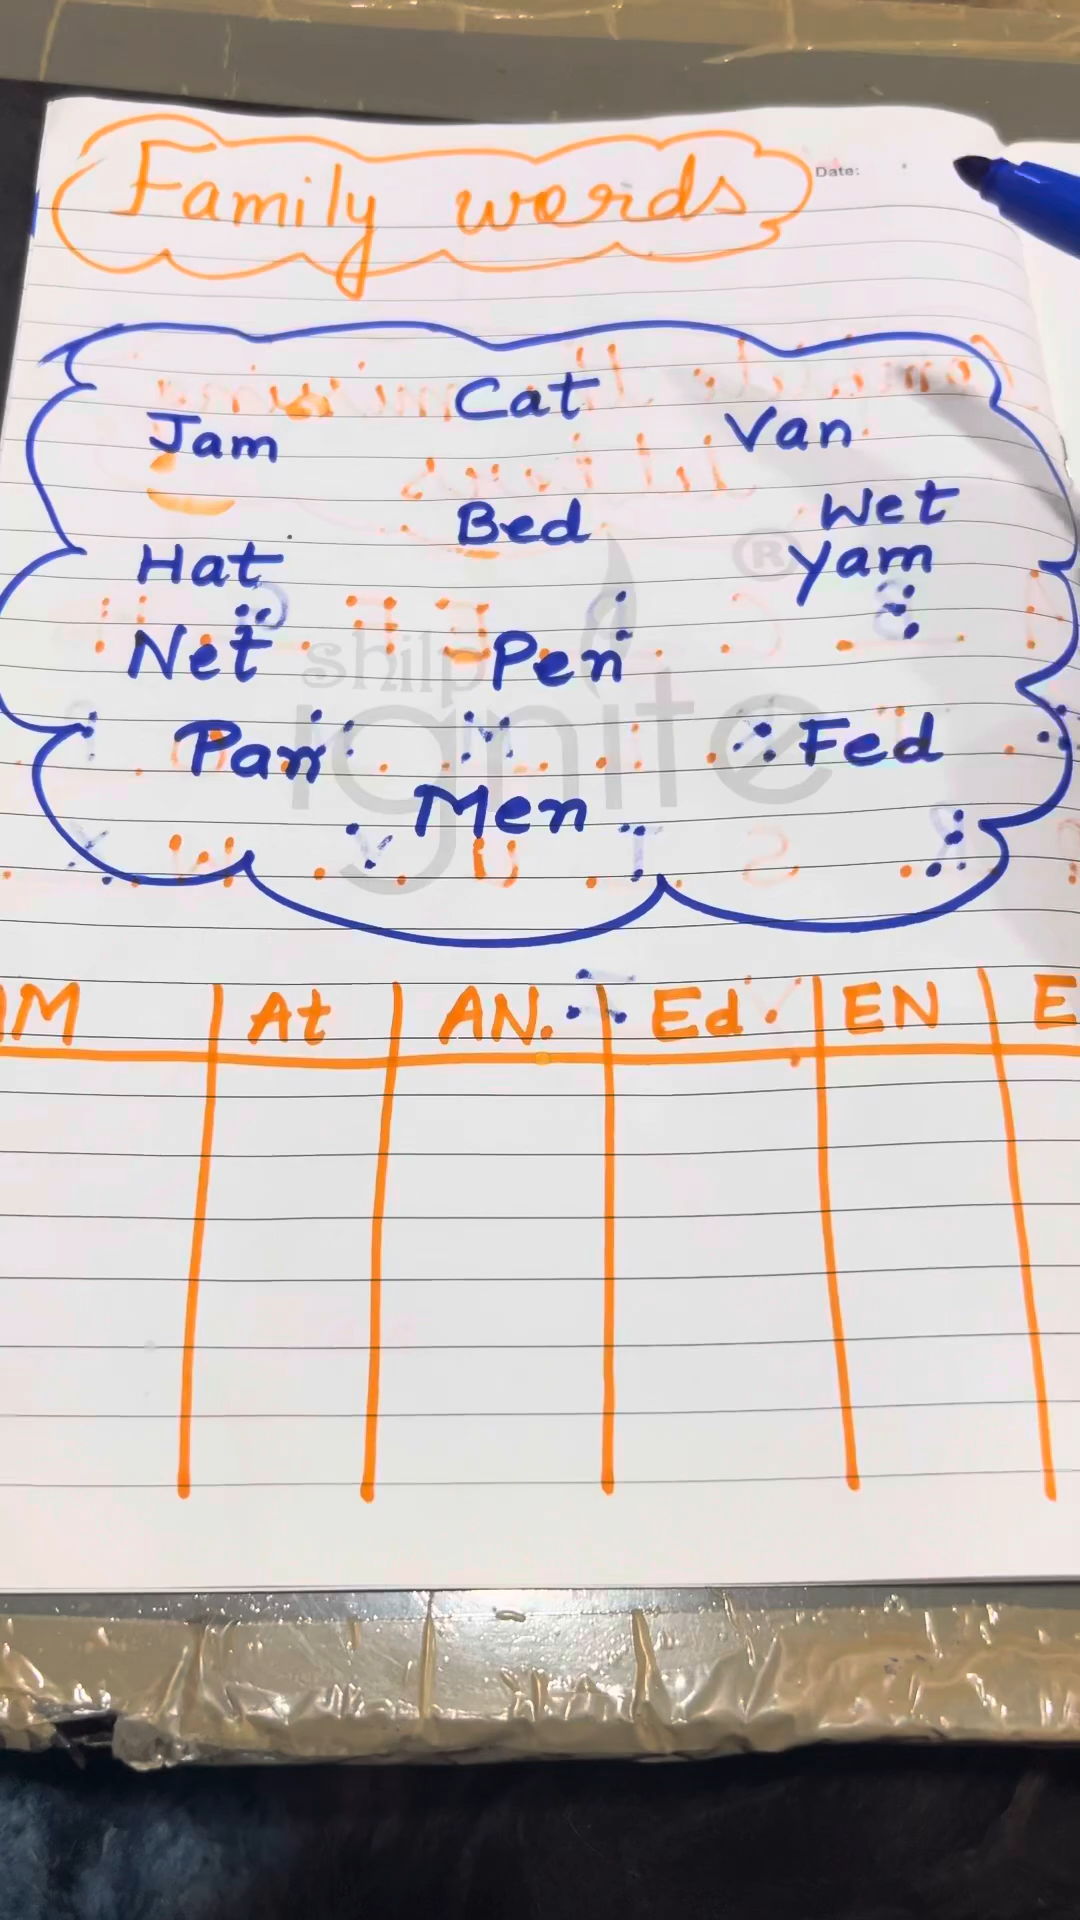 Family words
Date:
Jam Cat Van
Bed Wet
Hat Yam
Net Pen
shilp
ignite
Pan Fed
Men
M At AN. Ed EN E